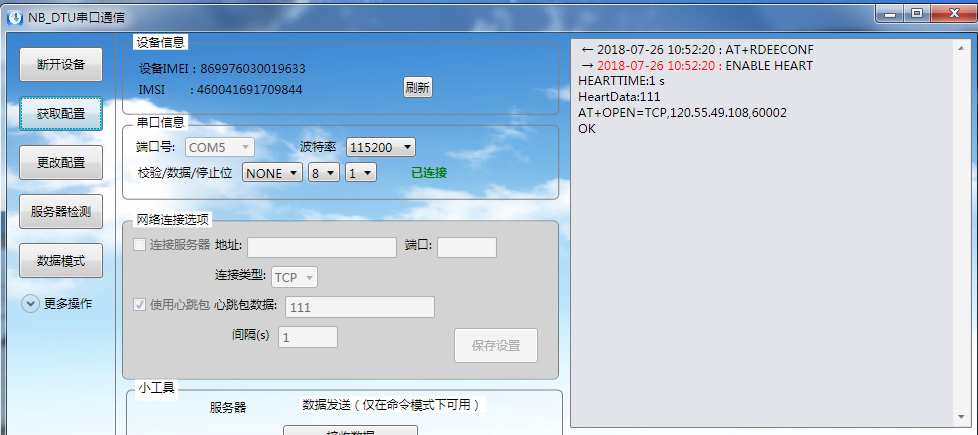 NB_DTU串口通信
断开设备
获取配置
更改配置
服务器检测
数据模式
更多操作
设备信息
设备IMEI：869976030019633
IMSI ：460041691709844
刷新
串口信息
端口号: COM5 波特率 115200
校验/数据/停止位 NONE 8 1 已连接
网络连接选项
连接服务器 地址: 端口:
连接类型: TCP
使用心跳包 心跳包数据: 111
间隔(s) 1
保存设置
小工具
服务器 数据发送（仅在命令模式下可用）
接收数据
← 2018-07-26 10:52:20：AT+RDEECONF
→ 2018-07-26 10:52:20：ENABLE HEART
HEARTTIME:1 s
HeartData:111
AT+OPEN=TCP,120.55.49.108,60002
OK